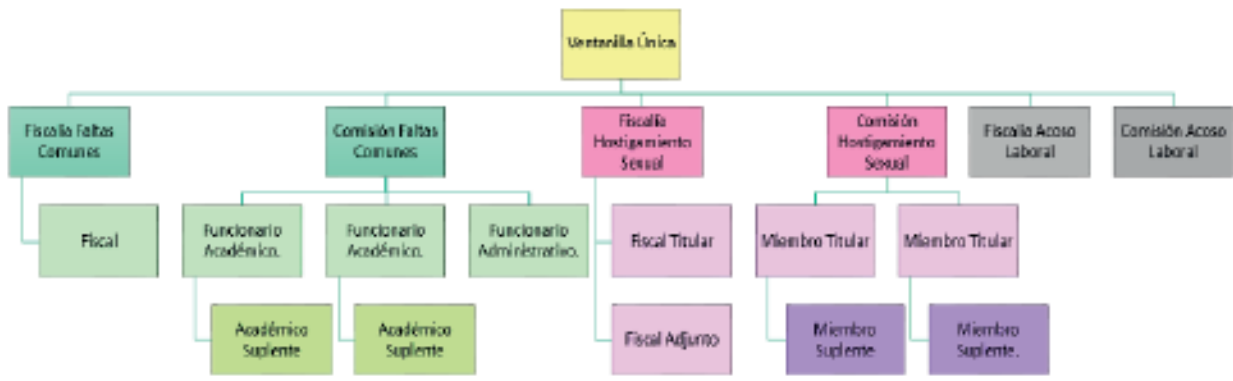 Ventanilla Única
Fiscalía Faltas
Comunes
Comisión Faltas
Comunes
Fiscalía
Hostigamiento
Sexual
Comisión
Hostigamiento
Sexual
Fiscalía Acoso
Laboral
Comisión Acoso
Laboral
Fiscal
Funcionario
Académico.
Funcionario
Académico.
Funcionario
Administrativo.
Fiscal Titular
Miembro Titular
Miembro Titular
Académico
Suplente
Académico
Suplente
Fiscal Adjunto
Miembro
Suplente
Miembro
Suplente.